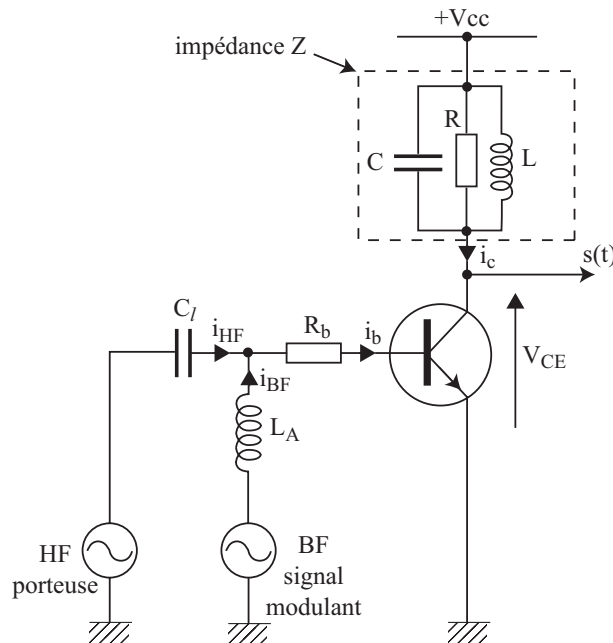 +Vcc
impédance Z
R
C
L
i_c
s(t)
C_l
i_HF
R_b
i_b
V_CE
i_BF
L_A
HF
porteuse
BF
signal
modulant